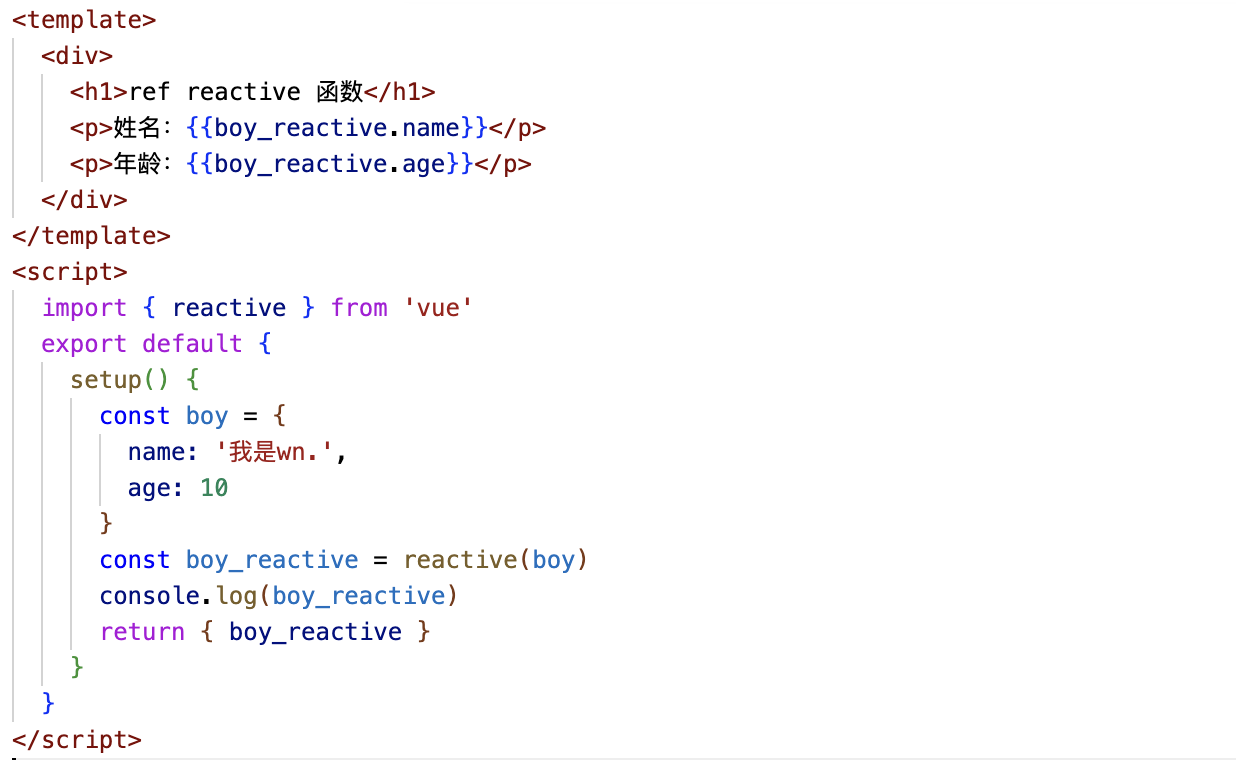 <template>
<div>
<h1>ref reactive 函数</h1>
<p>姓名：{{boy_reactive.name}}</p>
<p>年龄：{{boy_reactive.age}}</p>
</div>
</template>
<script>
import { reactive } from 'vue'
export default {
setup() {
const boy = {
name: '我是wn.',
age: 10
}
const boy_reactive = reactive(boy)
console.log(boy_reactive)
return { boy_reactive }
}
}
</script>